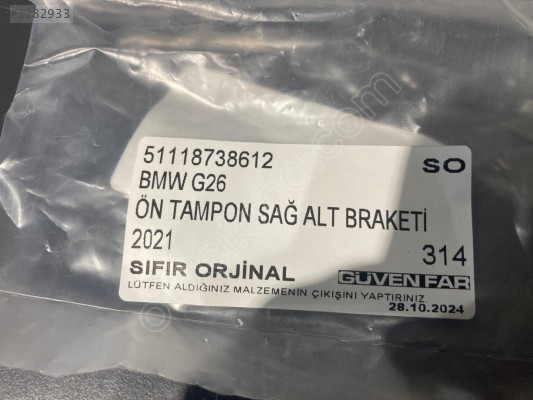 51118738612 SO
BMW G26
ÖN TAMPON SAĞ ALT BRAKETİ
2021 314
SIFIR ORJİNAL GÜVEN FAR
LÜTFEN ALDIĞINIZ MALZEMENİN ÇIKIŞINI YAPTIRINIZ.
28.10.2024